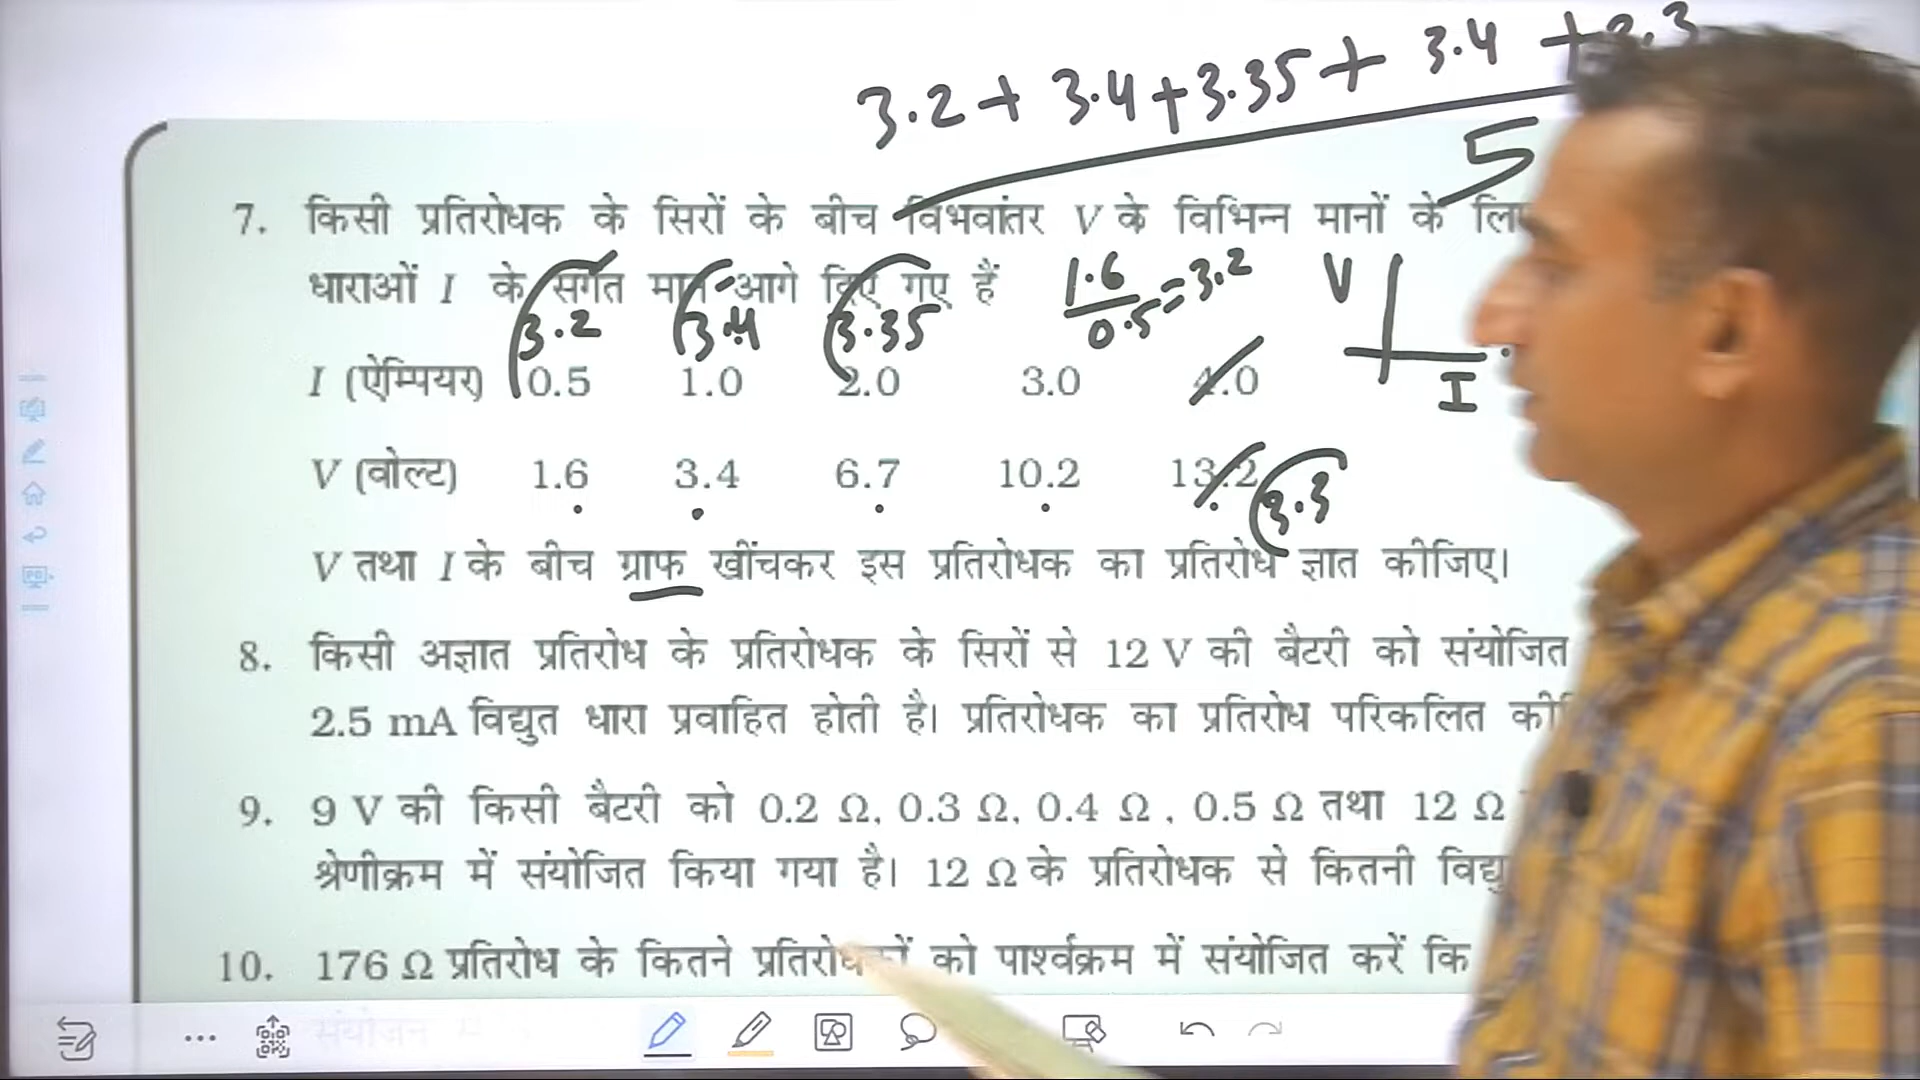 3.2 + 3.4 + 3.35 + 3.4 + 3.3
5
7. किसी प्रतिरोधक के सिरों के बीच विभवांतर V के विभिन्न मानों के
धाराओं I के संगत मान आगे दिए गए हैं
1.6
0.5 = 3.2
V
I
3.2 3.4 3.35
I (ऐम्पियर) 0.5 1.0 2.0 3.0 4.0
V (वोल्ट) 1.6 3.4 6.7 10.2 13.2
3.3
V तथा I के बीच ग्राफ खींचकर इस प्रतिरोधक का प्रतिरोध ज्ञात कीजिए।
8. किसी अज्ञात प्रतिरोध के प्रतिरोधक के सिरों से 12 V की बैटरी को संयोजित
2.5 mA विद्युत धारा प्रवाहित होती है। प्रतिरोधक का प्रतिरोध परिकलित
9. 9 V की किसी बैटरी को 0.2 Ω, 0.3 Ω, 0.4 Ω , 0.5 Ω तथा 12 Ω
श्रेणीक्रम में संयोजित किया गया है। 12 Ω के प्रतिरोधक से कितनी
10. 176 Ω प्रतिरोध के कितने प्रतिरोधकों को पार्श्वक्रम में संयोजित करें कि
संयोजन में